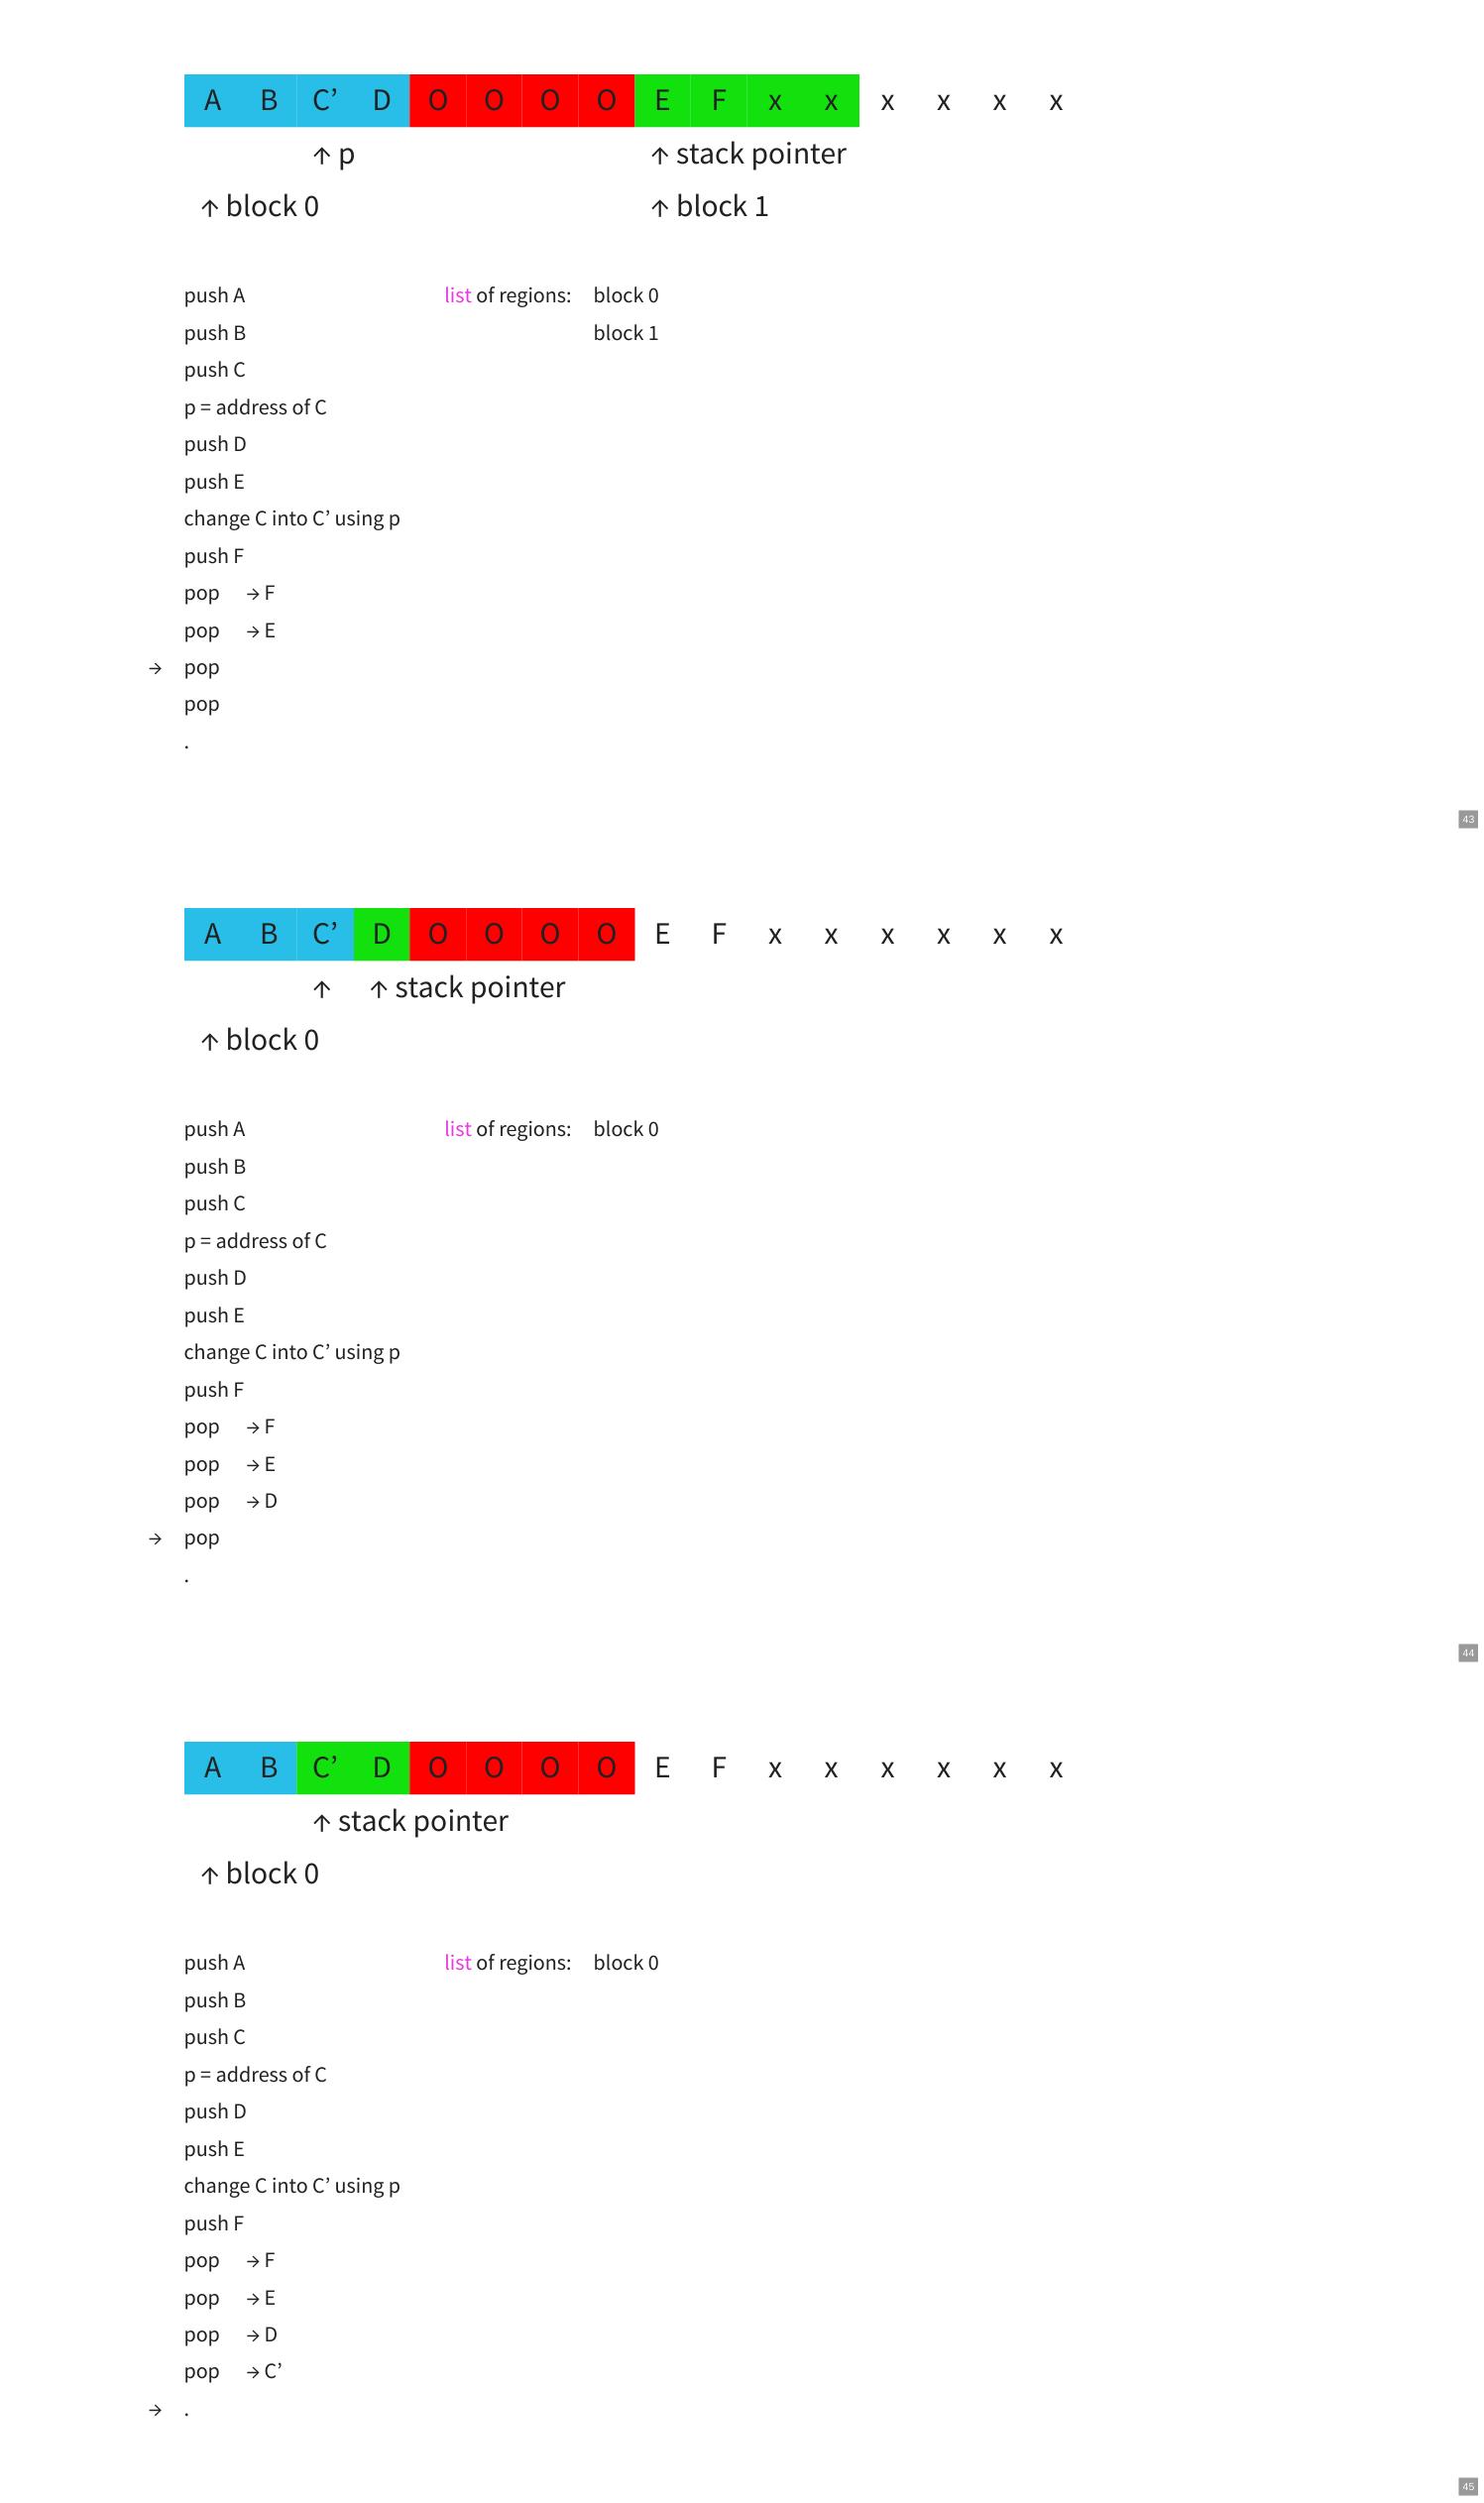 A B C’ D O O O O E F x x x x x x
↑ p ↑ stack pointer
↑ block 0 ↑ block 1
push A list of regions: block 0
push B block 1
push C
p = address of C
push D
push E
change C into C’ using p
push F
pop → F
pop → E
→ pop
pop
.
43
A B C’ D O O O O E F x x x x x x
↑ ↑ stack pointer
↑ block 0
push A list of regions: block 0
push B
push C
p = address of C
push D
push E
change C into C’ using p
push F
pop → F
pop → E
pop → D
→ pop
.
44
A B C’ D O O O O E F x x x x x x
↑ stack pointer
↑ block 0
push A list of regions: block 0
push B
push C
p = address of C
push D
push E
change C into C’ using p
push F
pop → F
pop → E
pop → D
pop → C’
→ .
45